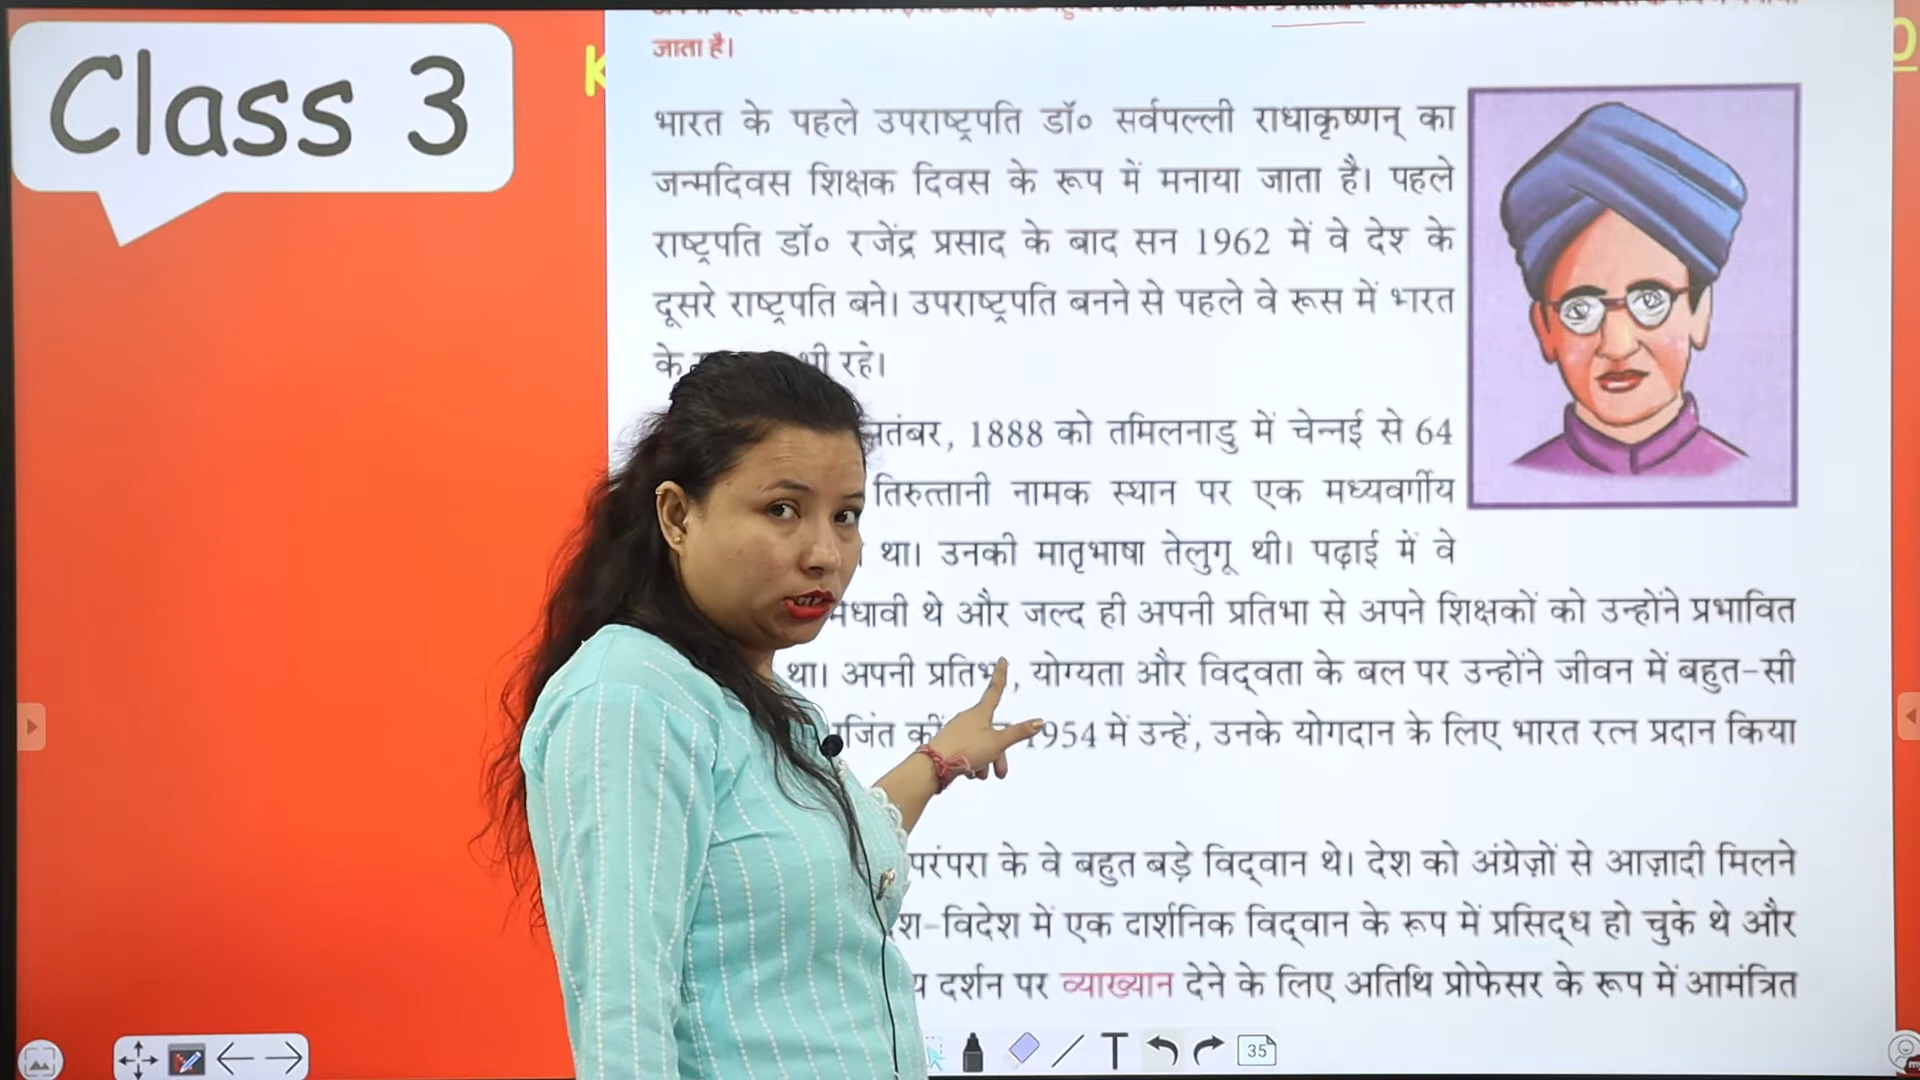 Class 3
जाता है।
भारत के पहले उपराष्ट्रपति डॉ० सर्वपल्ली राधाकृष्णन् का
जन्मदिवस शिक्षक दिवस के रूप में मनाया जाता है। पहले
राष्ट्रपति डॉ० रजेंद्र प्रसाद के बाद सन 1962 में वे देश के
दूसरे राष्ट्रपति बने। उपराष्ट्रपति बनने से पहले वे रूस में भारत
के रहे।
1888 को तमिलनाडु में चेन्नई से 64
तिरुत्तानी नामक स्थान पर एक मध्यवर्गीय
था। उनकी मातृभाषा तेलुगू थी। पढ़ाई में वे
थे और जल्द ही अपनी प्रतिभा से अपने शिक्षकों को उन्होंने प्रभावित
था। अपनी प्रतिभा, योग्यता और विद्वता के बल पर उन्होंने जीवन में बहुत-सी
1954 में उन्हें, उनके योगदान के लिए भारत रत्न प्रदान किया
परंपरा के वे बहुत बड़े विद्वान थे। देश को अंग्रेज़ों से आज़ादी मिलने
विदेश में एक दार्शनिक विद्वान के रूप में प्रसिद्ध हो चुके थे और
दर्शन पर व्याख्यान देने के लिए अतिथि प्रोफेसर के रूप में आमंत्रित
T
35